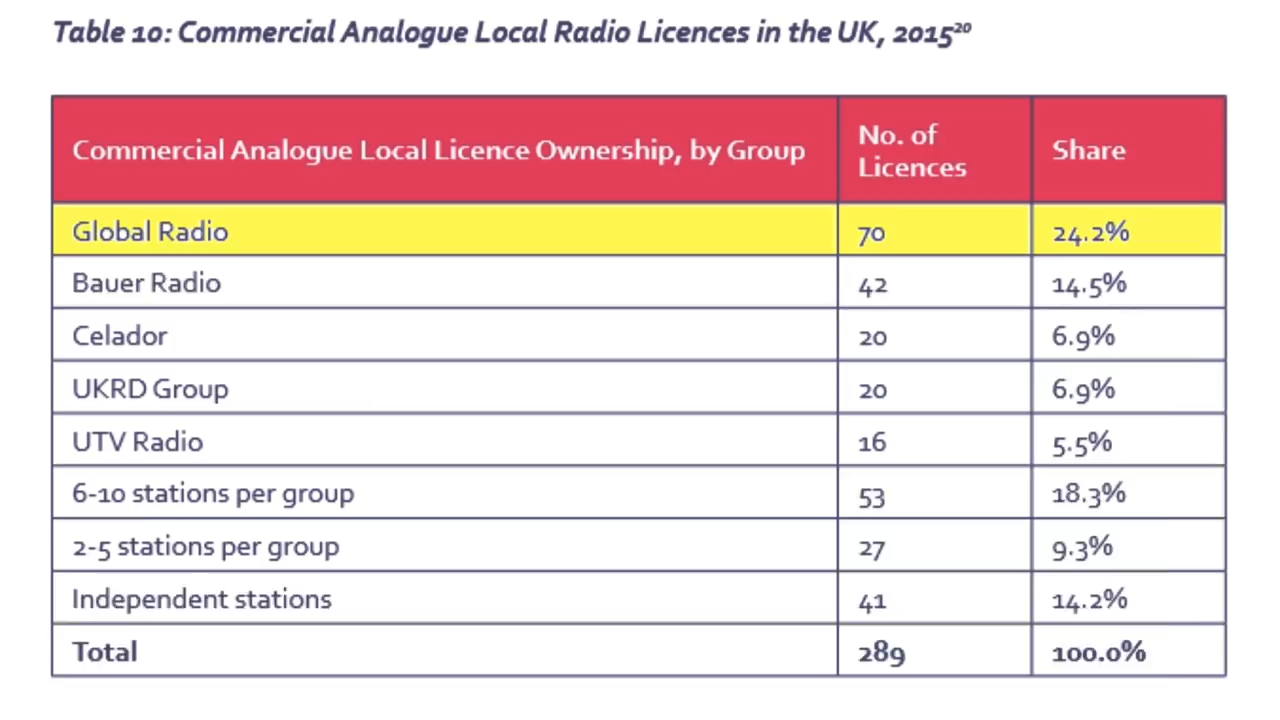 Table 10: Commercial Analogue Local Radio Licences in the UK, 2015²⁰
Commercial Analogue Local Licence Ownership, by Group No. of Licences Share
Global Radio 70 24.2%
Bauer Radio 42 14.5%
Celador 20 6.9%
UKRD Group 20 6.9%
UTV Radio 16 5.5%
6-10 stations per group 53 18.3%
2-5 stations per group 27 9.3%
Independent stations 41 14.2%
Total 289 100.0%